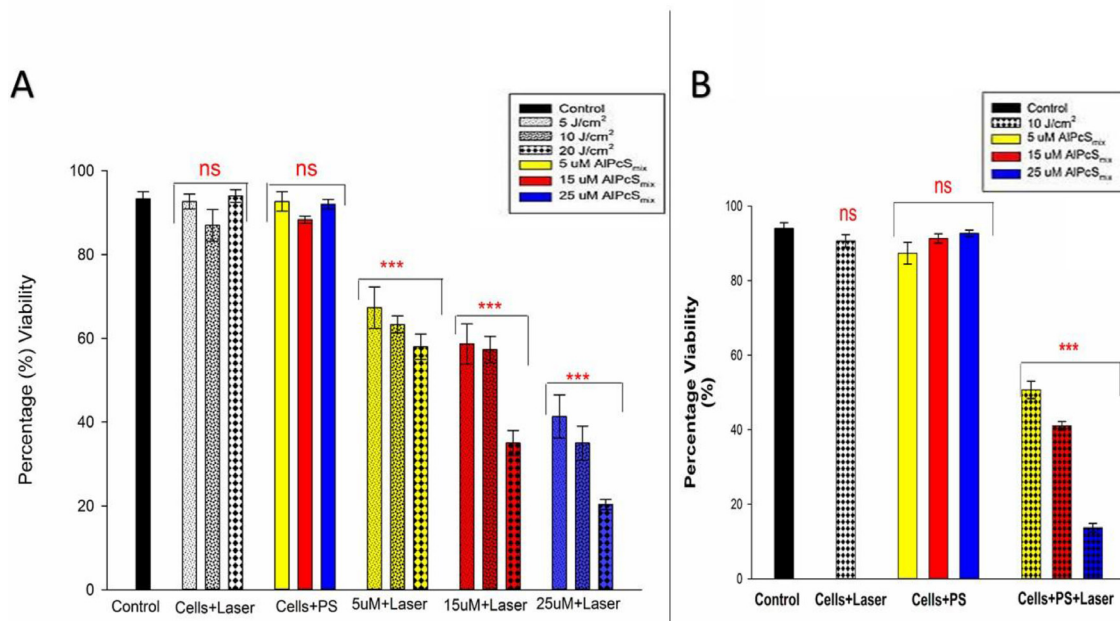 A
Control
5 J/cm²
10 J/cm²
20 J/cm²
5 uM AlPcSmix
15 uM AlPcSmix
25 uM AlPcSmix
ns
ns
***
***
***
100
80
60
40
20
0
Percentage (%) Viability
Control
Cells+Laser
Cells+PS
5uM+Laser
15uM+Laser
25uM+Laser
B
Control
10 J/cm²
5 uM AlPcSmix
15 uM AlPcSmix
25 uM AlPcSmix
ns
ns
***
100
80
60
40
20
0
Percentage Viability
(%)
Control
Cells+Laser
Cells+PS
Cells+PS+Laser